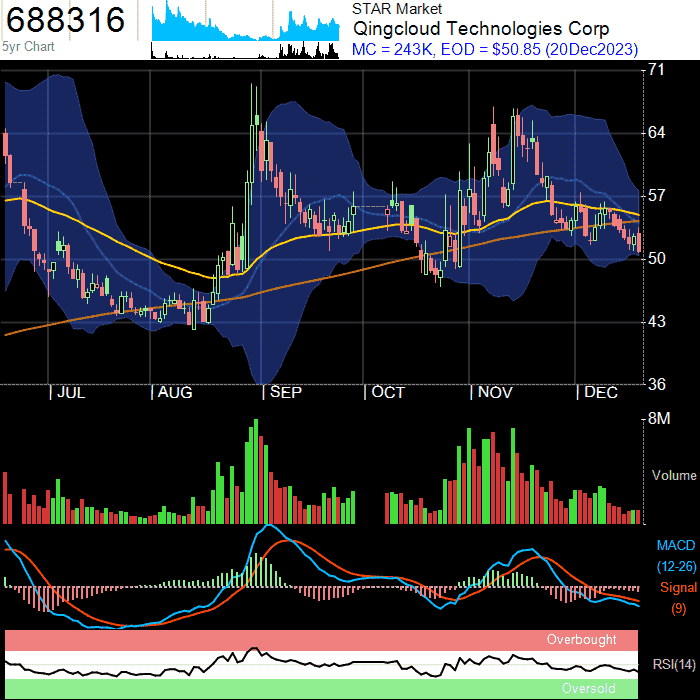 688316
5yr Chart
STAR Market
Qingcloud Technologies Corp
MC = 243K, EOD = $50.85 (20Dec2023)
71
64
57
50
43
36
JUL
AUG
SEP
OCT
NOV
DEC
8M
Volume
MACD
(12-26)
Signal
(9)
Overbought
RSI(14)
Oversold